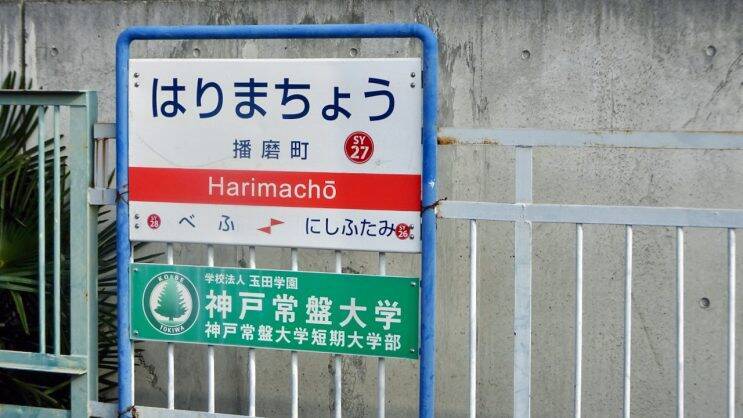 はりまちょう
播磨町
SY
27
Harimachō
SY
28
べふ
にしふたみ
SY
26
学校法人 玉田学園
神戸常盤大学
神戸常盤大学短期大学部
KOBE
TOKIWA